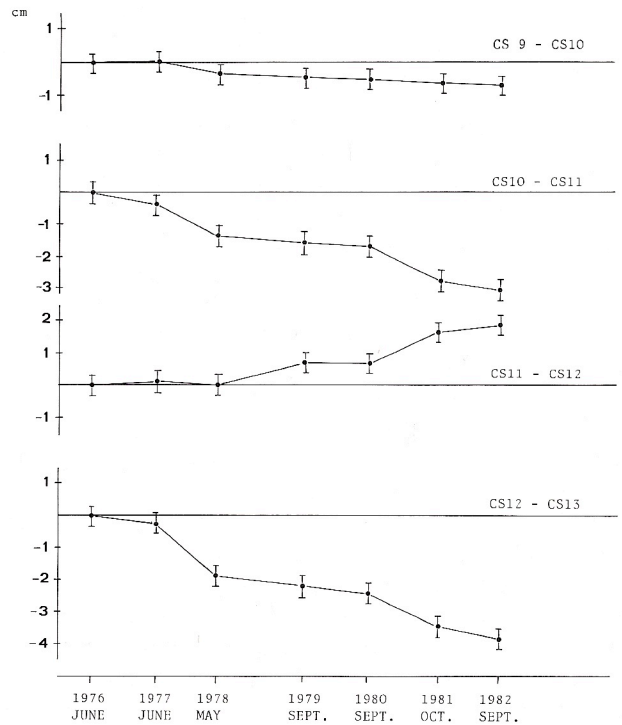 cm
1
CS 9 - CS10
-1
1
CS10 - CS11
-1
-2
-3
2
1
CS11 - CS12
-1
1
CS12 - CS13
-1
-2
-3
-4
1976 1977 1978 1979 1980 1981 1982
JUNE JUNE MAY SEPT. SEPT. OCT. SEPT.